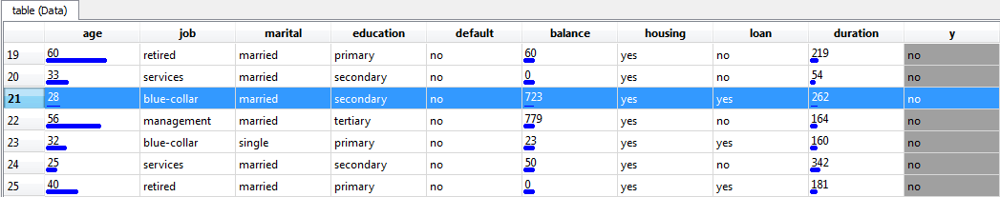 table (Data)
age job marital education default balance housing loan duration y
19 60 retired married primary no 60 yes no 219 no
20 33 services married secondary no 0 yes no 54 no
21 28 blue-collar married secondary no 723 yes yes 262 no
22 56 management married tertiary no 779 yes no 164 no
23 32 blue-collar single primary no 23 yes yes 160 no
24 25 services married secondary no 50 yes no 342 no
25 40 retired married primary no 0 yes yes 181 no